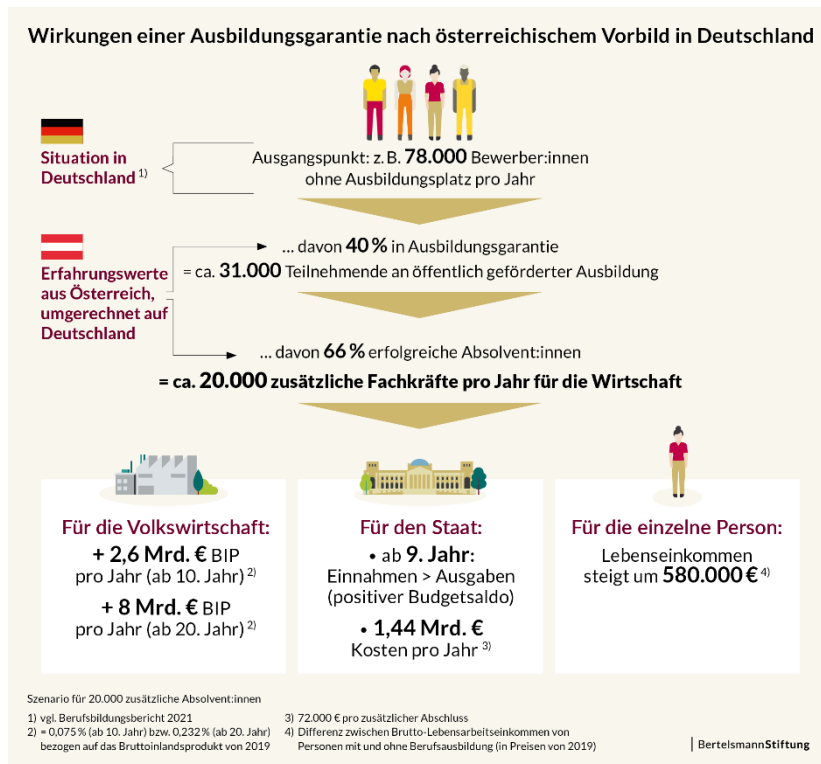 Wirkungen einer Ausbildungsgarantie nach österreichischem Vorbild in Deutschland
Situation in
Deutschland 1)
Ausgangspunkt: z. B. 78.000 Bewerber:innen
ohne Ausbildungsplatz pro Jahr
Erfahrungswerte
aus Österreich,
umgerechnet auf
Deutschland
... davon 40 % in Ausbildungsgarantie
= ca. 31.000 Teilnehmende an öffentlich geförderter Ausbildung
... davon 66 % erfolgreiche Absolvent:innen
= ca. 20.000 zusätzliche Fachkräfte pro Jahr für die Wirtschaft
Für die Volkswirtschaft:
+ 2,6 Mrd. € BIP
pro Jahr (ab 10. Jahr) 2)
+ 8 Mrd. € BIP
pro Jahr (ab 20. Jahr) 2)
Für den Staat:
• ab 9. Jahr:
Einnahmen > Ausgaben
(positiver Budgetsaldo)
• 1,44 Mrd. €
Kosten pro Jahr 3)
Für die einzelne Person:
Lebenseinkommen
steigt um 580.000 € 4)
Szenario für 20.000 zusätzliche Absolvent:innen
1) vgl. Berufsbildungsbericht 2021
2) = 0,075 % (ab 10. Jahr) bzw. 0,232 % (ab 20. Jahr)
bezogen auf das Bruttoinlandsprodukt von 2019
3) 72.000 € pro zusätzlicher Abschluss
4) Differenz zwischen Brutto-Lebensarbeitseinkommen von
Personen mit und ohne Berufsausbildung (in Preisen von 2019)
| BertelsmannStiftung